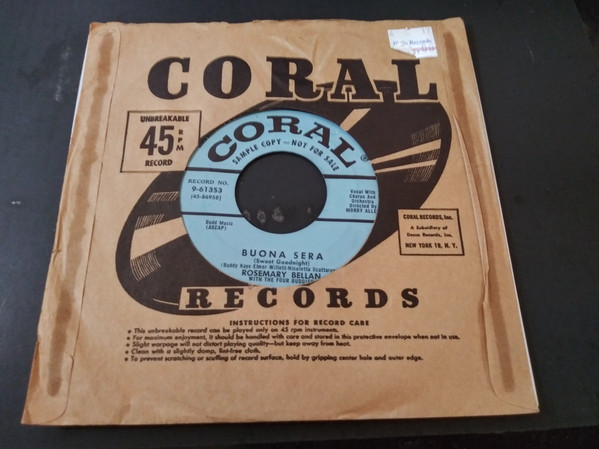 CORAL
UNBREAKABLE
45 RPM
RECORD
CORAL®
SAMPLE COPY — NOT FOR SALE
RECORD NO.
9-61353
(45-86958)
Vocal With
Chorus And
Orchestra
Directed By
Budd Music
(ASCAP)
BUONA SERA
(Sweet Goodnight)
ROSEMARY
WITH THE FOUR
CORAL RECORDS, Inc.
A Subsidiary of
Decca Records, Inc.
NEW YORK 19, N. Y.
RECORDS
INSTRUCTIONS FOR RECORD CARE
• This unbreakable record can be played only on 45 rpm instruments.
• For maximum enjoyment, it should be handled with care and stored in this protective envelope when not in use.
• Slight warpage will not distort playing quality—but keep away from heat.
• Clean with a slightly damp, lint-free cloth.
• To prevent scratching or scuffing of record surface, hold by gripping center hole and outer edge.